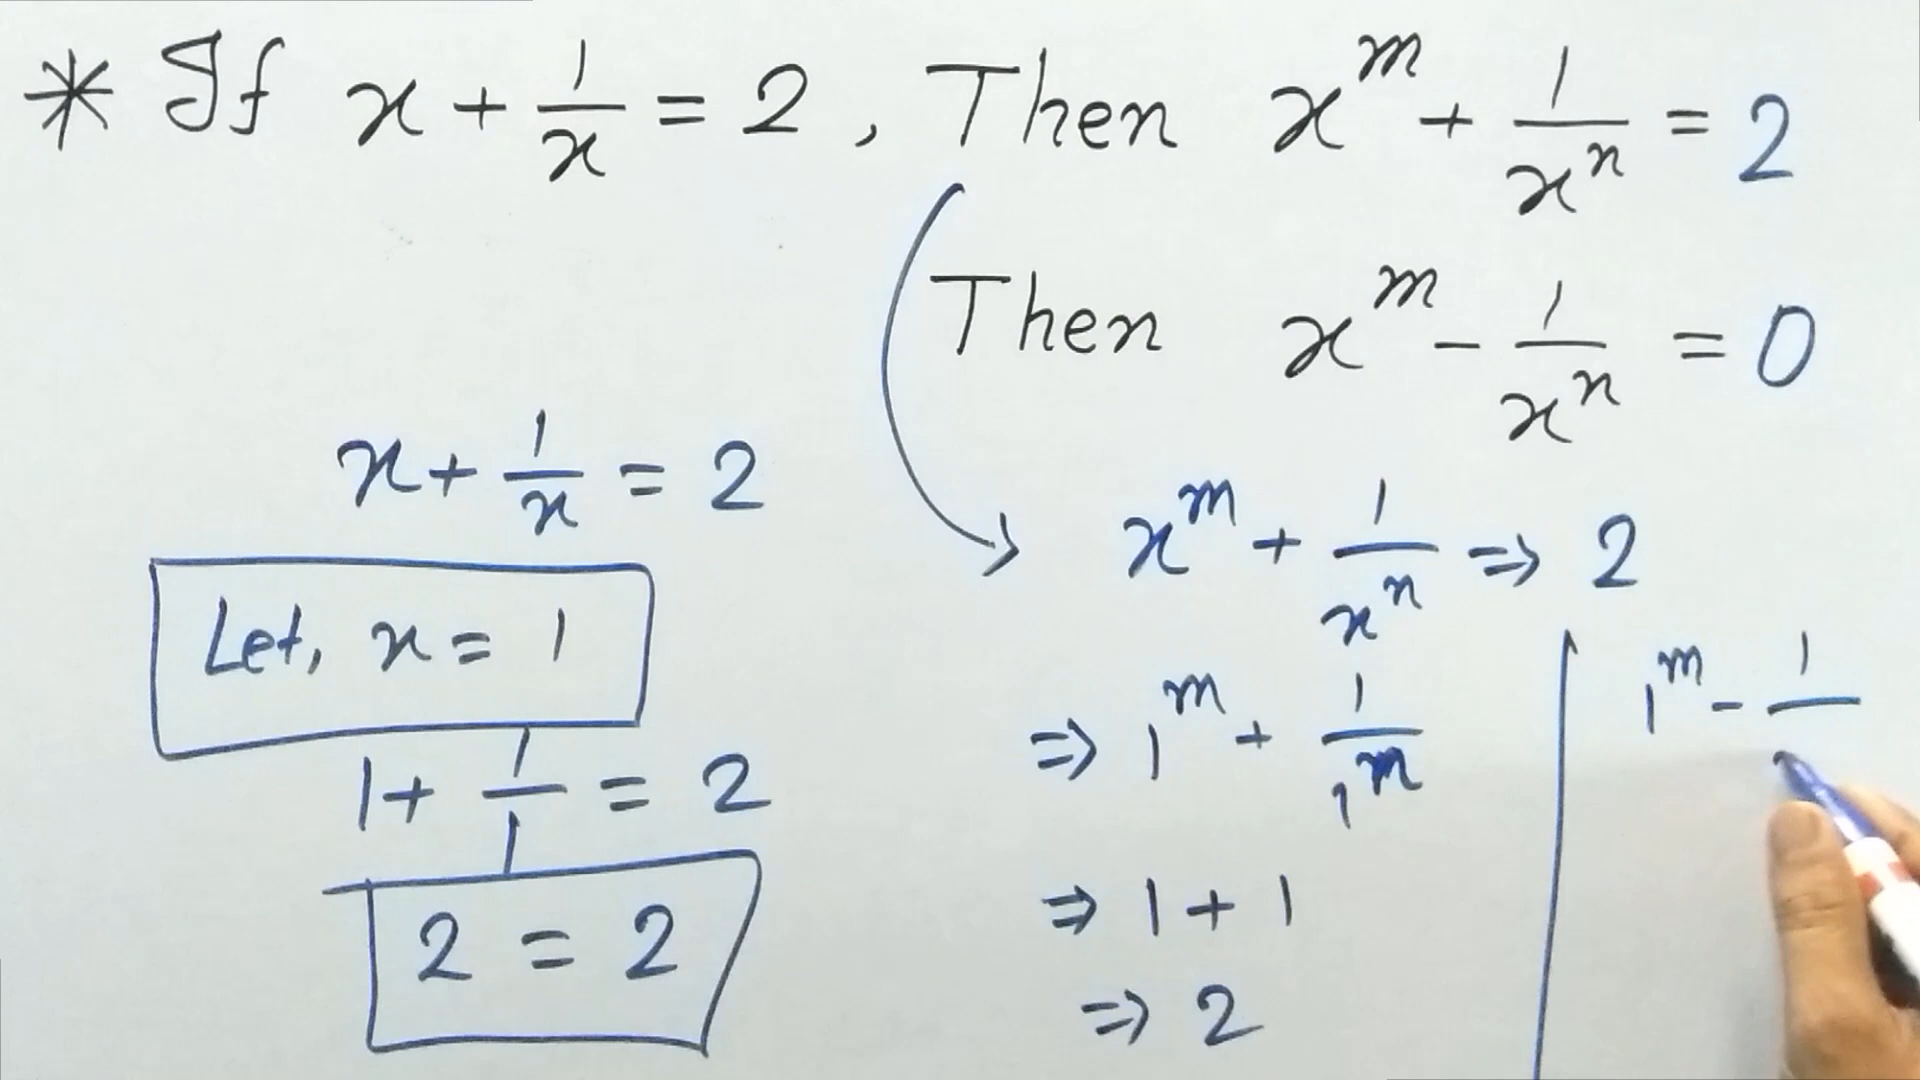 * If x + 1/x = 2, Then x^m + 1/x^n = 2
Then x^m - 1/x^n = 0
x + 1/x = 2
Let, x = 1
1 + 1/1 = 2
2 = 2
x^m + 1/x^n ⇒ 2
⇒ 1^m + 1/1^m
⇒ 1 + 1
⇒ 2
1^m - 1/